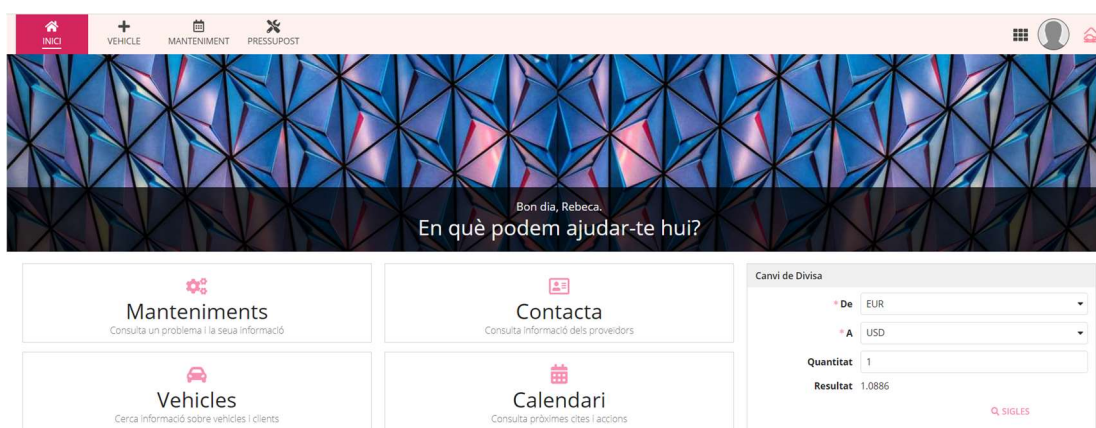 INICI
VEHICLE
MANTENIMENT
PRESSUPOST
Bon dia, Rebeca.
En què podem ajudar-te hui?
Manteniments
Consulta un problema i la seua informació
Contacta
Consulta informació dels proveïdors
Vehicles
Cerca informació sobre vehicles i clients
Calendari
Consulta pròximes cites i accions
Canvi de Divisa
* De EUR
* A USD
Quantitat 1
Resultat 1.0886
SIGLES